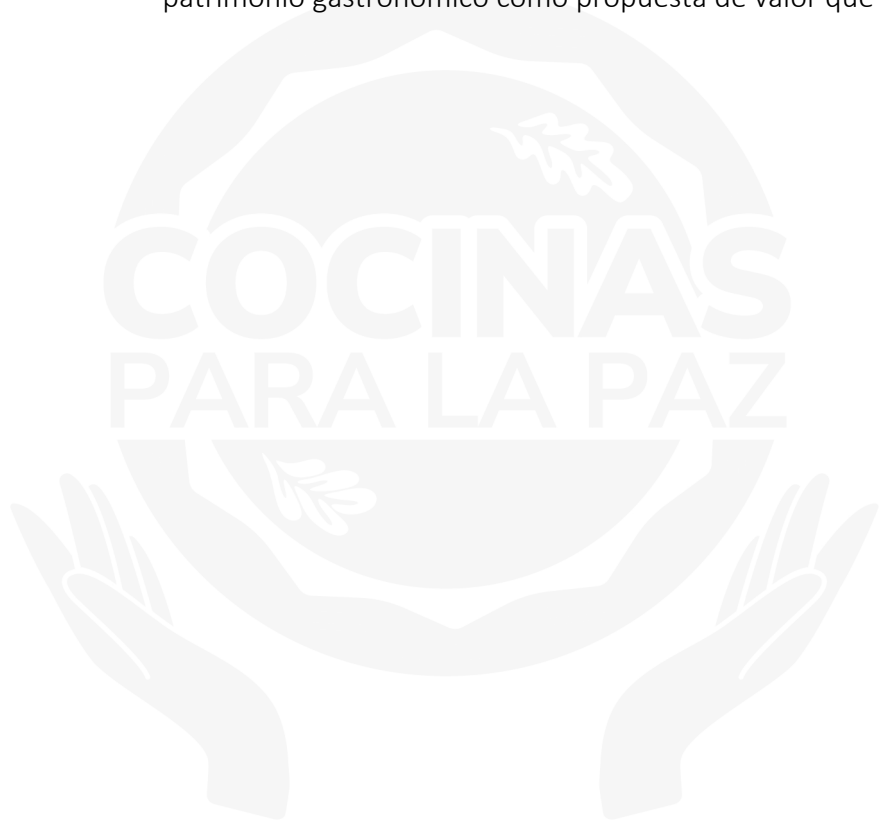 patrimonio gastronómico como propuesta de valor que
COCINAS
PARA LA PAZ